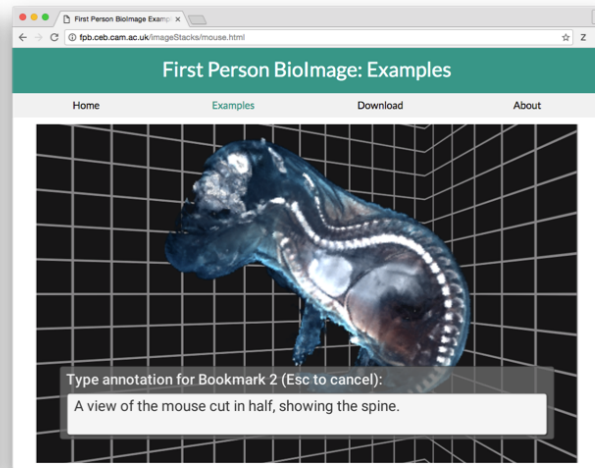 First Person BioImage Examp
fpb.ceb.cam.ac.uk/imageStacks/mouse.html
First Person BioImage: Examples
Home Examples Download About
Type annotation for Bookmark 2 (Esc to cancel):
A view of the mouse cut in half, showing the spine.